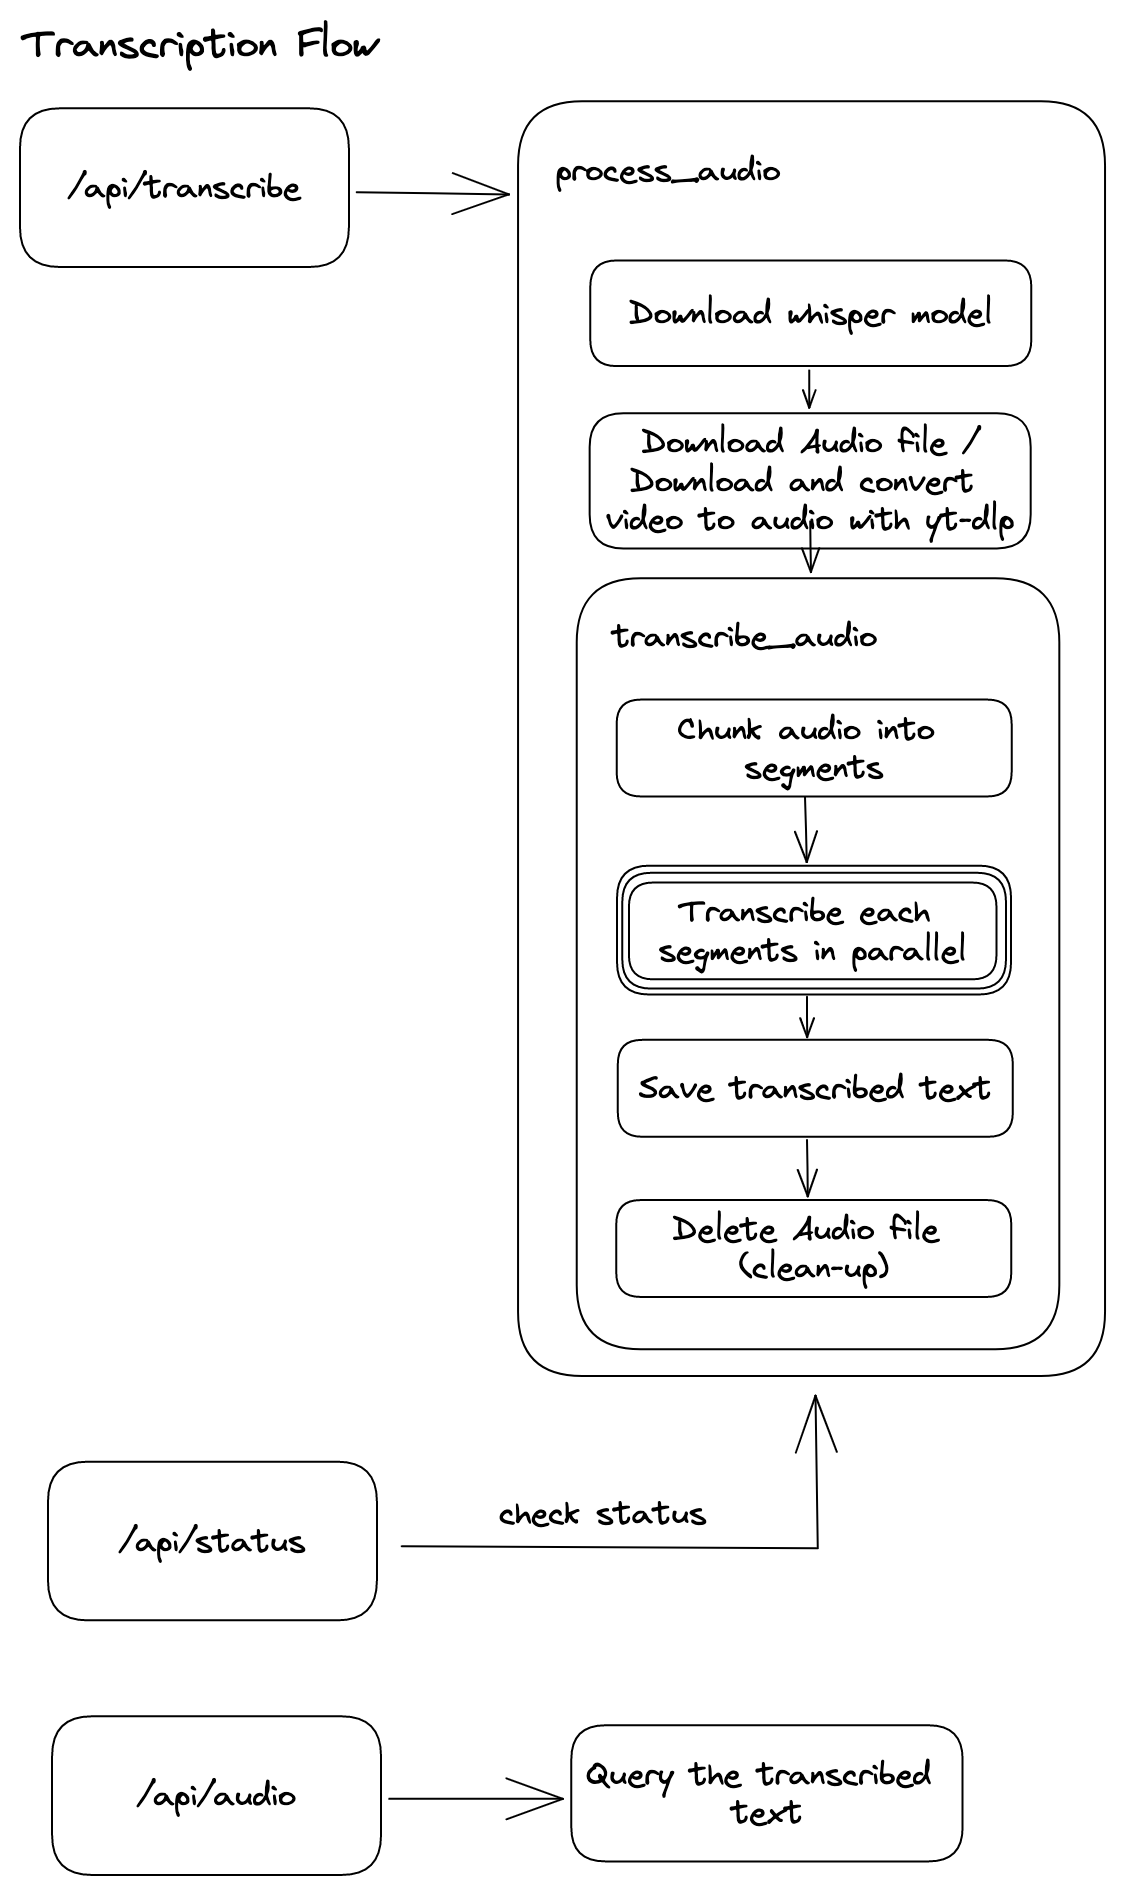 Transcription Flow
/api/transcribe
process_audio
Download whisper model
Download Audio file /
Download and convert
video to audio with yt-dlp
transcribe_audio
Chunk audio into
segments
Transcribe each
segments in parallel
Save transcribed text
Delete Audio file
(clean-up)
check status
/api/status
/api/audio
Query the transcribed
text